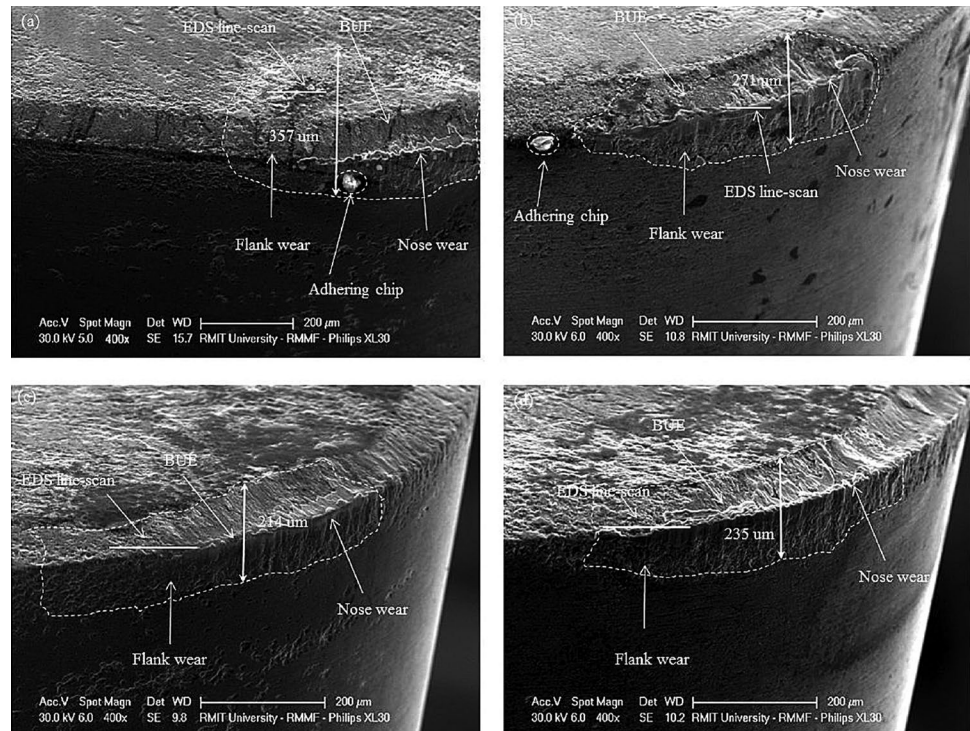 (a)
EDS line-scan
BUE
357 um
Flank wear
Nose wear
Adhering chip
Acc.V Spot Magn Det WD 200 μm
30.0 kV 5.0 400x SE 15.7 RMIT University - RMMF - Philips XL30
(b)
BUE
271 um
Nose wear
EDS line-scan
Adhering chip
Flank wear
Acc.V Spot Magn Det WD 200 μm
30.0 kV 6.0 400x SE 10.8 RMIT University - RMMF - Philips XL30
(c)
BUE
EDS line-scan
214 um
Nose wear
Flank wear
Acc.V Spot Magn Det WD 200 μm
30.0 kV 6.0 400x SE 9.8 RMIT University - RMMF - Philips XL30
(d)
BUE
EDS line-scan
235 um
Nose wear
Flank wear
Acc.V Spot Magn Det WD 200 μm
30.0 kV 6.0 400x SE 10.2 RMIT University - RMMF - Philips XL30